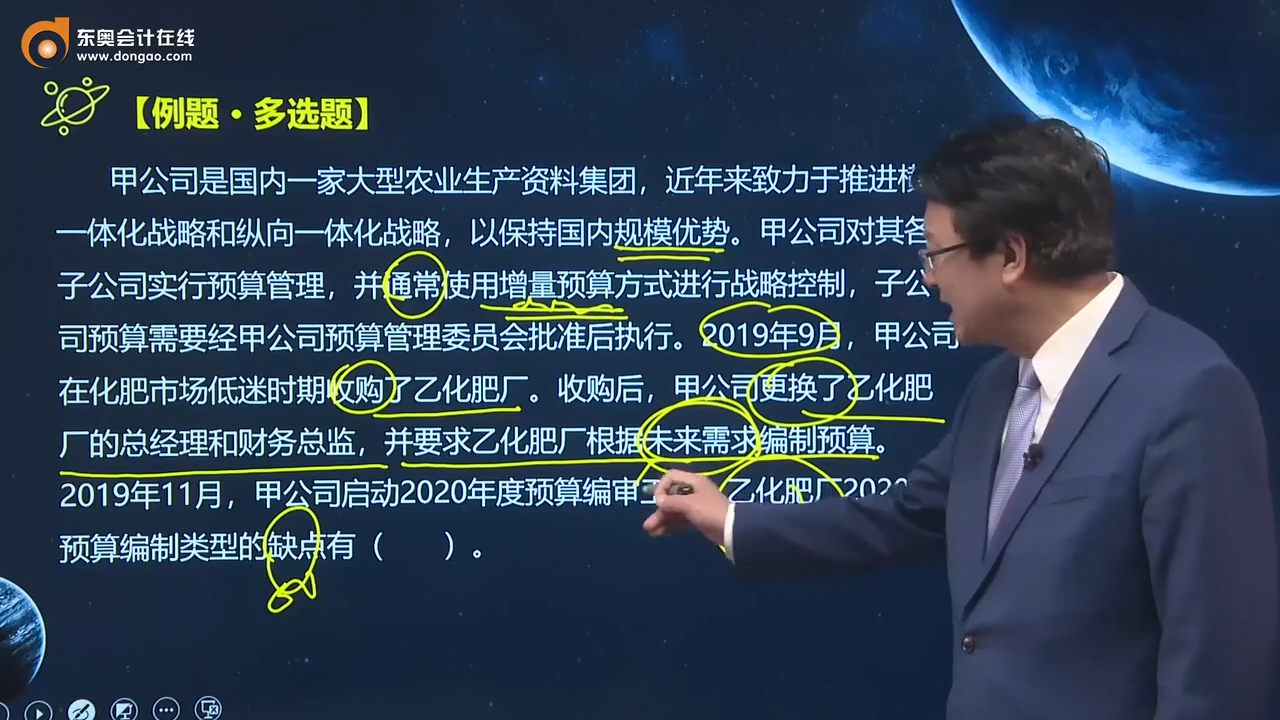 东奥会计在线
www.dongao.com
【例题·多选题】
甲公司是国内一家大型农业生产资料集团，近年来致力于推进
一体化战略和纵向一体化战略，以保持国内规模优势。甲公司对其各
子公司实行预算管理，并通常使用增量预算方式进行战略控制，子公
司预算需要经甲公司预算管理委员会批准后执行。2019年9月，甲公司
在化肥市场低迷时期收购了乙化肥厂。收购后，甲公司更换了乙化肥
厂的总经理和财务总监，并要求乙化肥厂根据未来需求编制预算。
2019年11月，甲公司启动2020年度预算编审 乙化肥厂2020
预算编制类型的缺点有（ ）。